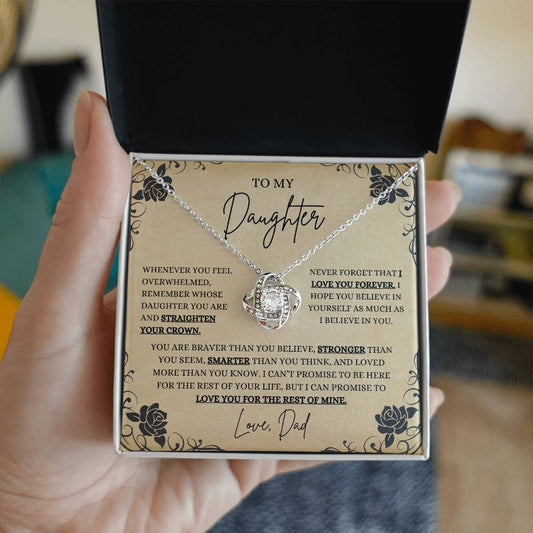 TO MY
Daughter
WHENEVER YOU FEEL
OVERWHELMED,
REMEMBER WHOSE
DAUGHTER YOU ARE
AND STRAIGHTEN
YOUR CROWN.
NEVER FORGET THAT I
LOVE YOU FOREVER, I
HOPE YOU BELIEVE IN
YOURSELF AS MUCH AS
I BELIEVE IN YOU.
YOU ARE BRAVER THAN YOU BELIEVE, STRONGER THAN
YOU SEEM, SMARTER THAN YOU THINK, AND LOVED
MORE THAN YOU KNOW. I CAN'T PROMISE TO BE HERE
FOR THE REST OF YOUR LIFE, BUT I CAN PROMISE TO
LOVE YOU FOR THE REST OF MINE.
Love, Dad